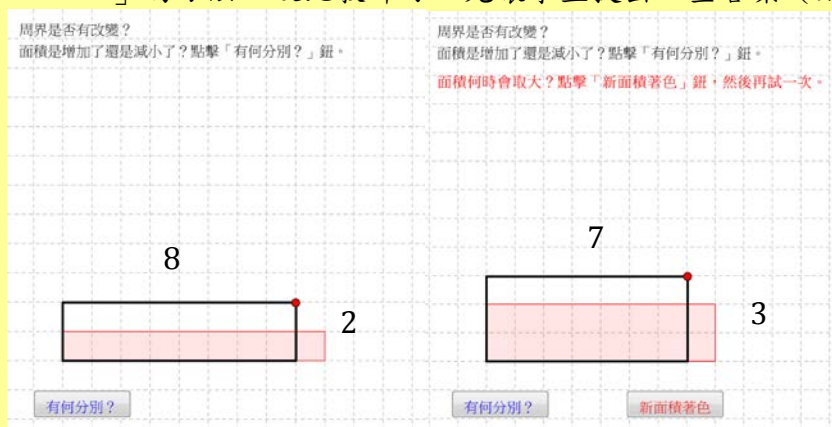 周界是否有改變？
面積是增加了還是減小了？點擊「有何分別？」鈕。
8
2
有何分別？
周界是否有改變？
面積是增加了還是減小了？點擊「有何分別？」鈕。
面積何時會取大？點擊「新面積著色」鈕，然後再試一次。
7
3
有何分別？
新面積著色